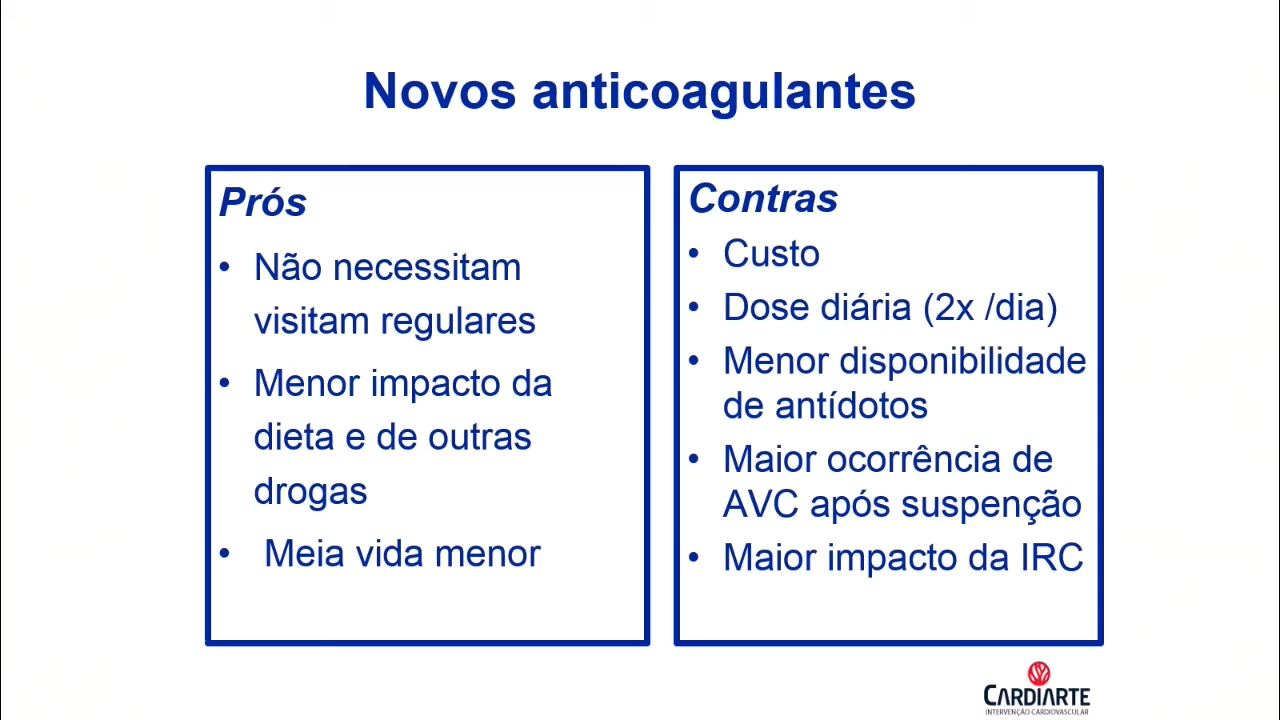 Novos anticoagulantes
Prós
• Não necessitam
visitam regulares
• Menor impacto da
dieta e de outras
drogas
• Meia vida menor
Contras
• Custo
• Dose diária (2x /dia)
• Menor disponibilidade
de antídotos
• Maior ocorrência de
AVC após suspenção
• Maior impacto da IRC
CARDIARTE
INTERVENÇÃO CARDIOVASCULAR